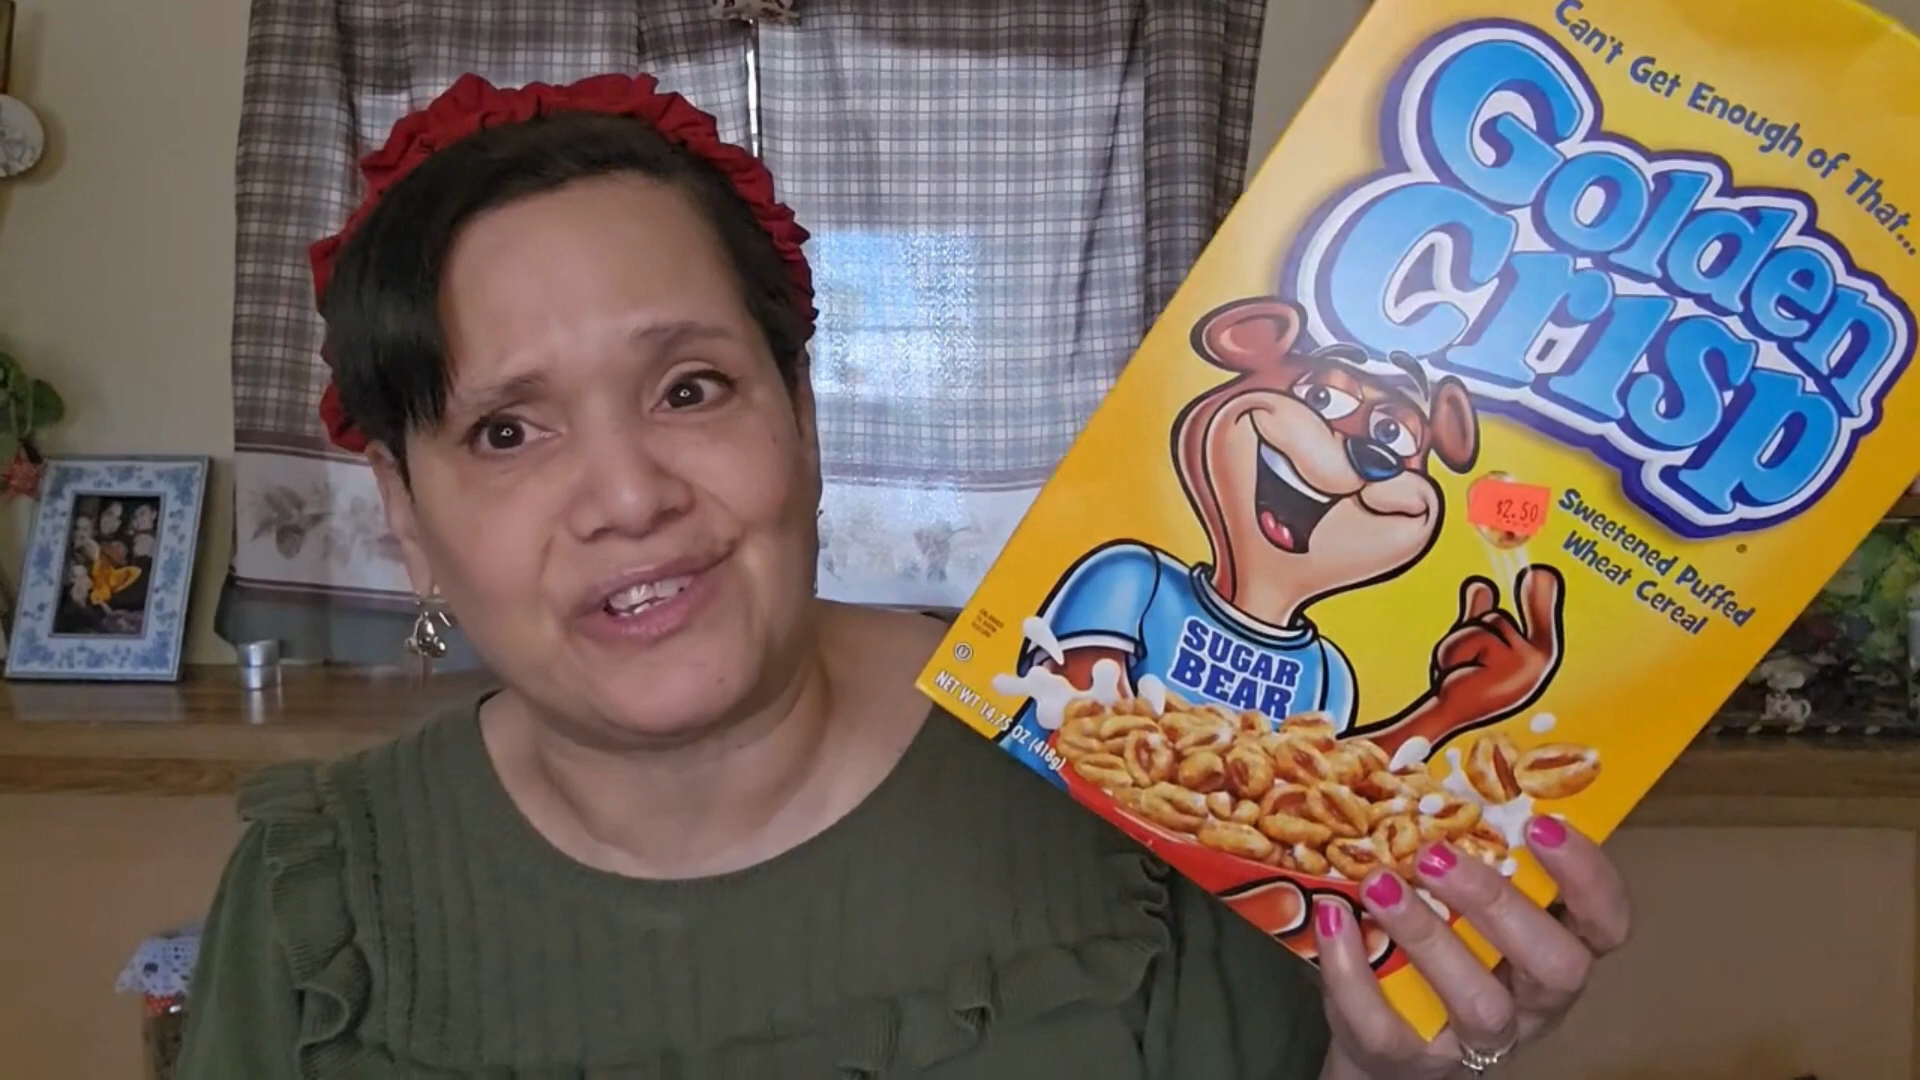 Can't Get Enough of That...
Golden
Crisp
$2.50
Sweetened Puffed
Wheat Cereal
SUGAR
BEAR
NET WT 14.75 OZ (418g)